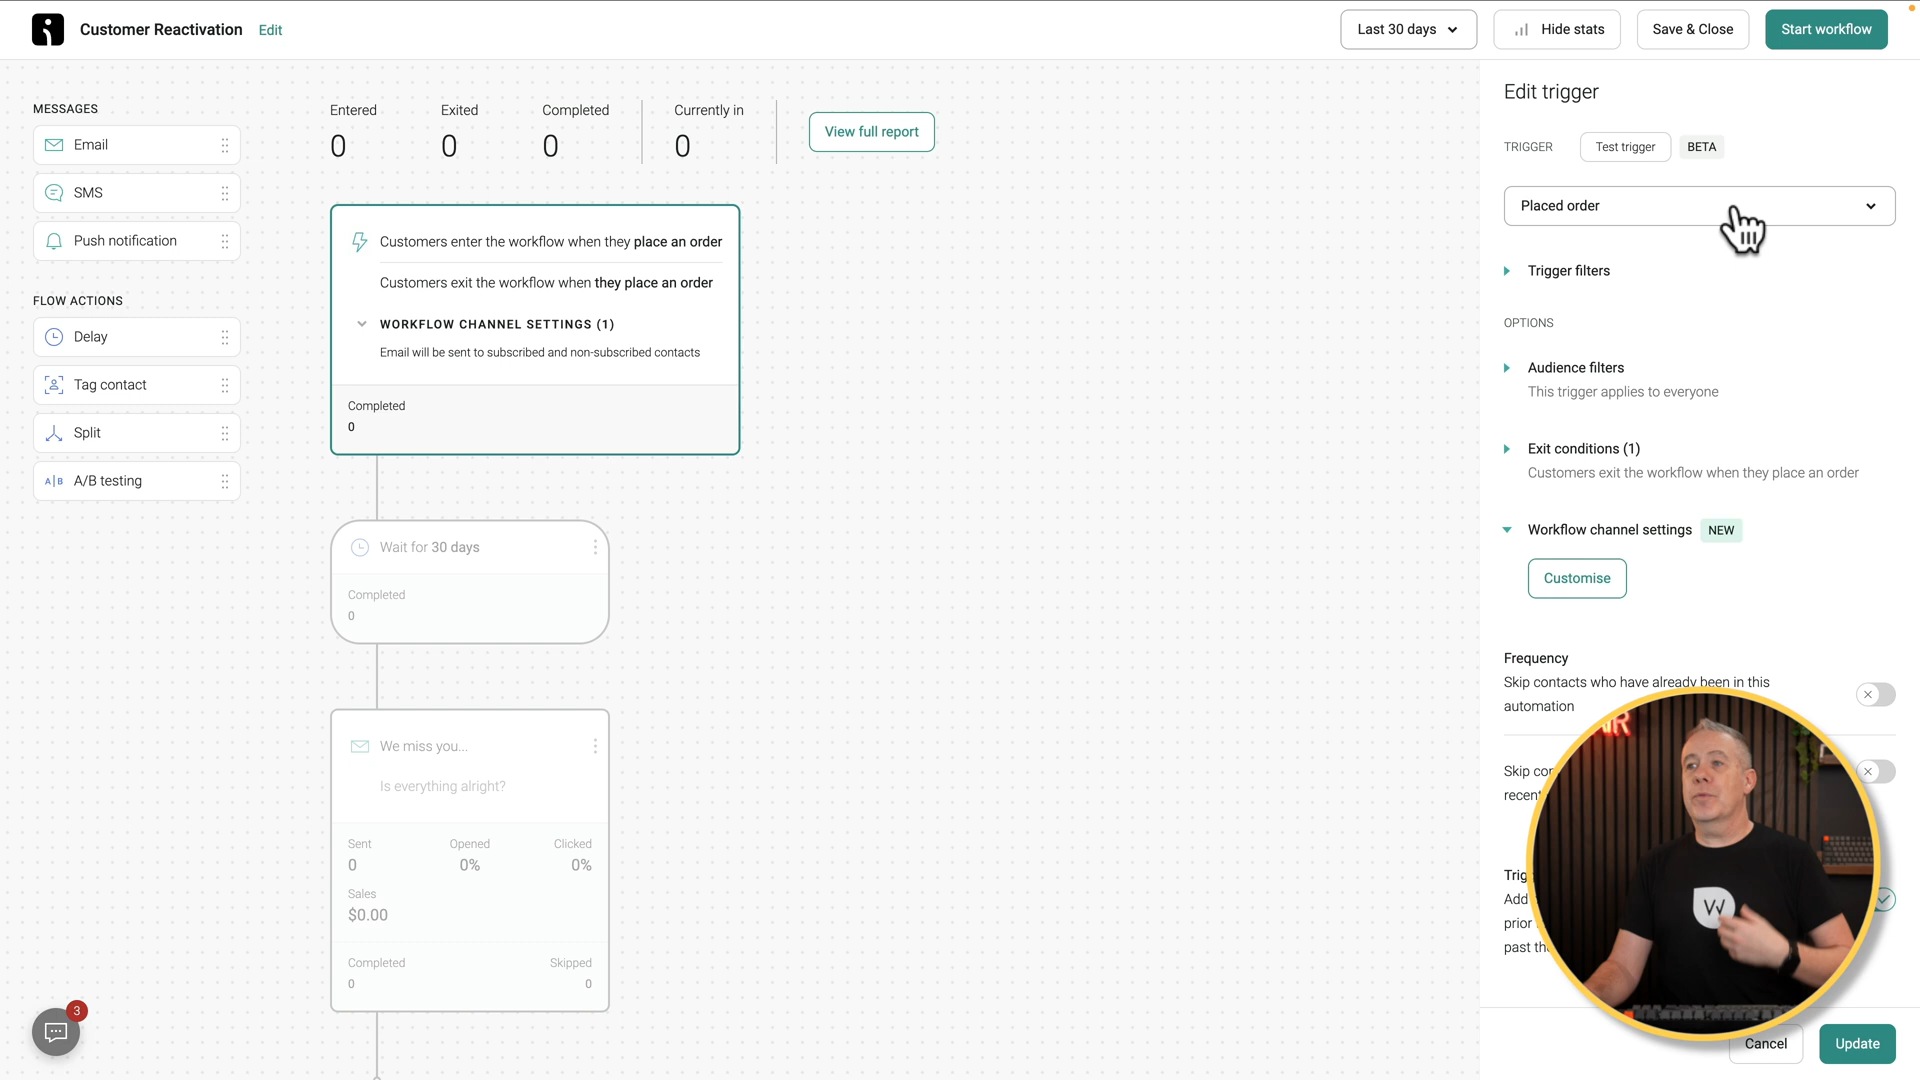 Customer Reactivation Edit
Last 30 days
Hide stats
Save & Close
Start workflow
MESSAGES
Email
SMS
Push notification
FLOW ACTIONS
Delay
Tag contact
Split
A|B A/B testing
Entered Exited Completed Currently in
0 0 0 0
View full report
Customers enter the workflow when they place an order
Customers exit the workflow when they place an order
WORKFLOW CHANNEL SETTINGS (1)
Email will be sent to subscribed and non-subscribed contacts
Completed
0
Wait for 30 days
Completed
0
We miss you...
Is everything alright?
Sent Opened Clicked
0 0% 0%
Sales
$0.00
Completed Skipped
0 0
3
Edit trigger
TRIGGER Test trigger BETA
Placed order
Trigger filters
OPTIONS
Audience filters
This trigger applies to everyone
Exit conditions (1)
Customers exit the workflow when they place an order
Workflow channel settings NEW
Customise
Frequency
Skip contacts who have already been in this
automation
Skip
Add
prior
past
W
Cancel
Update